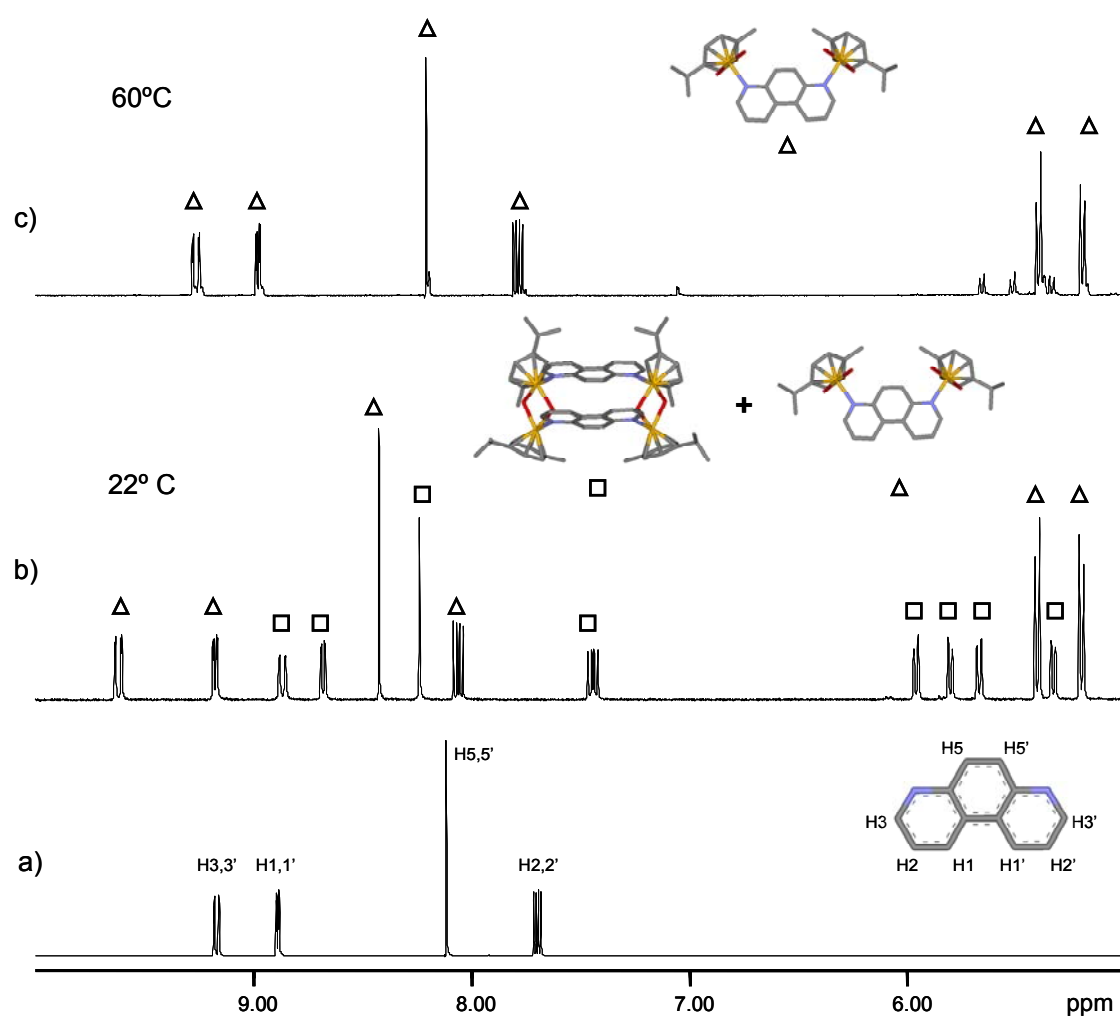 60ºC
c)
+
22º C
b)
H5,5’
H5
H5’
H3
H3’
H2
H1
H1’
H2’
a)
H3,3’
H1,1’
H2,2’
9.00
8.00
7.00
6.00
ppm